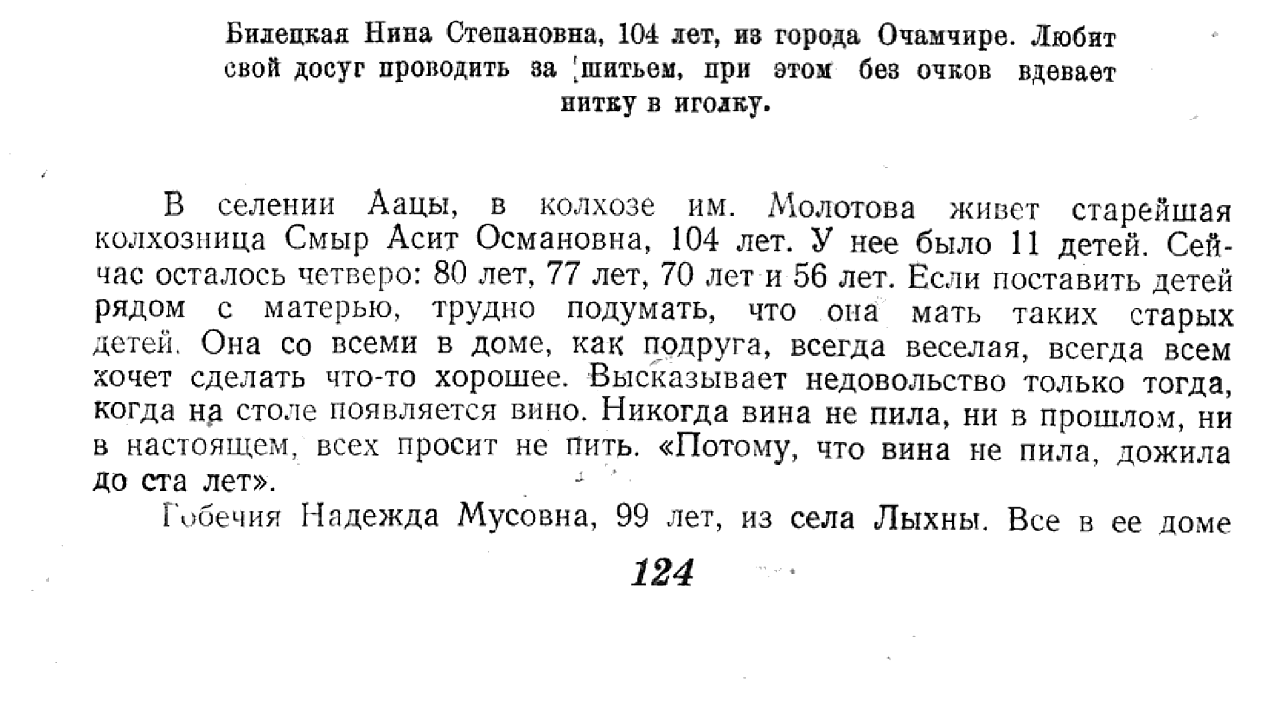 Билецкая Нина Степановна, 104 лет, из города Очамчире. Любит
свой досуг проводить за шитьем, при этом без очков вдевает
нитку в иголку.
В селении Аацы, в колхозе им. Молотова живет старейшая
колхозница Смыр Асит Османовна, 104 лет. У нее было 11 детей. Сей-
час осталось четверо: 80 лет, 77 лет, 70 лет и 56 лет. Если поставить детей
рядом с матерью, трудно подумать, что она мать таких старых
детей. Она со всеми в доме, как подруга, всегда веселая, всегда всем
хочет сделать что-то хорошее. Высказывает недовольство только тогда,
когда на столе появляется вино. Никогда вина не пила, ни в прошлом, ни
в настоящем, всех просит не пить. «Потому, что вина не пила, дожила
до ста лет».
Гобечия Надежда Мусовна, 99 лет, из села Лыхны. Все в ее доме
124